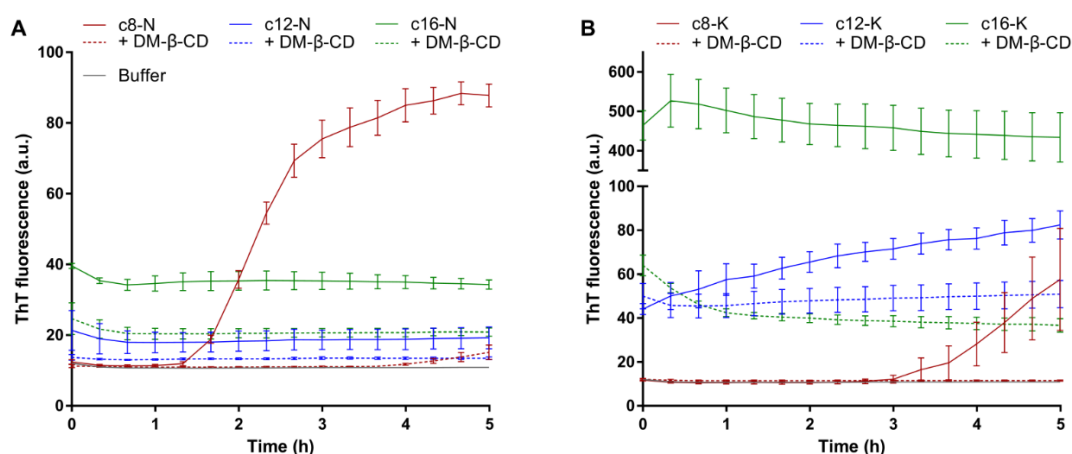 A
c8-N c12-N c16-N
+ DM-β-CD + DM-β-CD + DM-β-CD
Buffer
100
80
60
40
20
0
ThT fluorescence (a.u.)
0 1 2 3 4 5
Time (h)
B
c8-K c12-K c16-K
+ DM-β-CD + DM-β-CD + DM-β-CD
600
500
400
100
80
60
40
20
0
ThT fluorescence (a.u.)
0 1 2 3 4 5
Time (h)